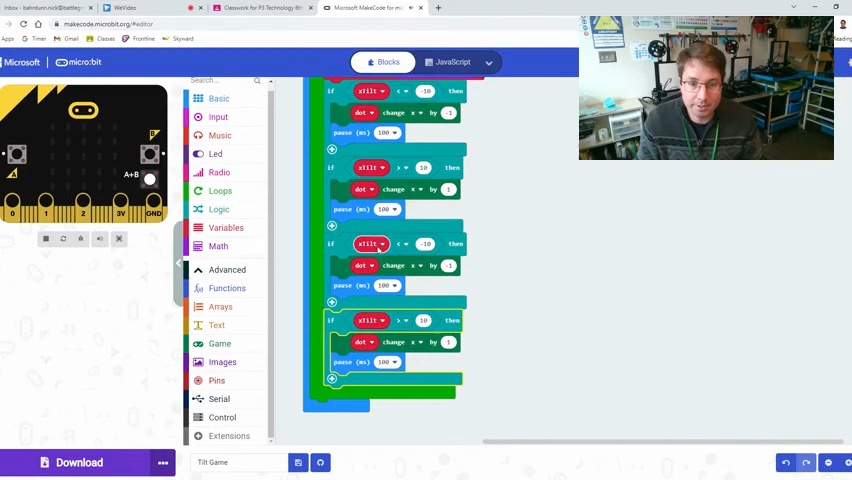 Inbox - bahndunn.nick@battlegr
WeVideo
Classwork for P3 Technology 6th
Microsoft MakeCode for mi
makecode.microbit.org/#editor
Apps Timer Gmail Classes Frontline Skyward
Reading
Microsoft micro:bit
Blocks JavaScript
Search...
Basic
Input
Music
Led
Radio
Loops
Logic
Variables
Math
Advanced
Functions
Arrays
Text
Game
Images
Pins
Serial
Control
Extensions
B
A
A+B
0 1 2 3V GND
if xTilt < -10 then
dot change x by -1
pause (ms) 100
if xTilt > 10 then
dot change x by 1
pause (ms) 100
if xTilt < -10 then
dot change x by -1
pause (ms) 100
if xTilt > 10 then
dot change x by 1
pause (ms) 100
Download
Tilt Game